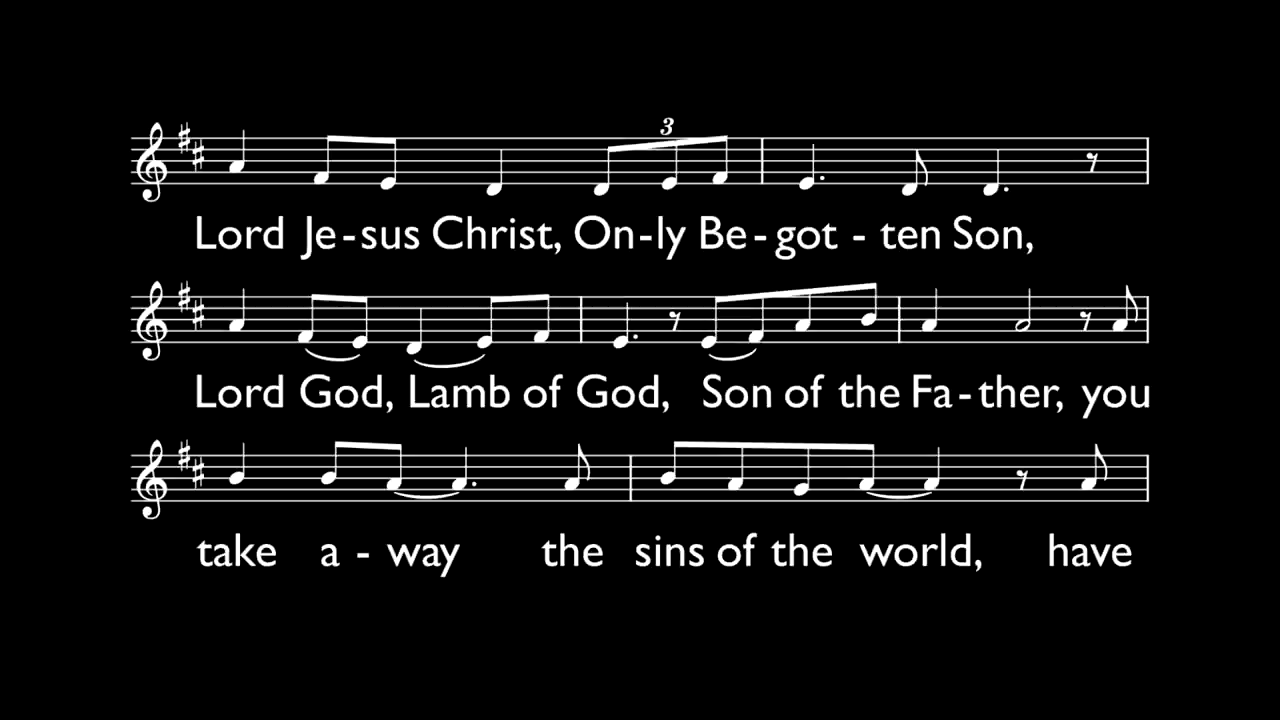 3
Lord Je-sus Christ, On-ly Be-got - ten Son,
Lord God, Lamb of God, Son of the Fa-ther, you
take a - way the sins of the world, have